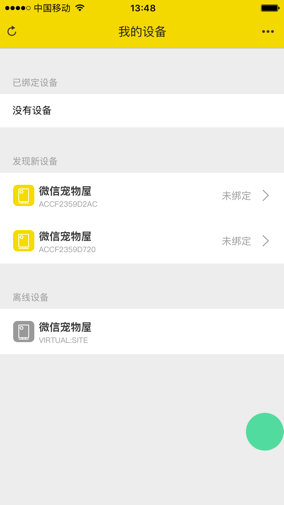 中国移动 13:48
我的设备
已绑定设备
没有设备
发现新设备
微信宠物屋
ACCF2359D2AC
未绑定
微信宠物屋
ACCF2359D720
未绑定
离线设备
微信宠物屋
VIRTUAL:SITE